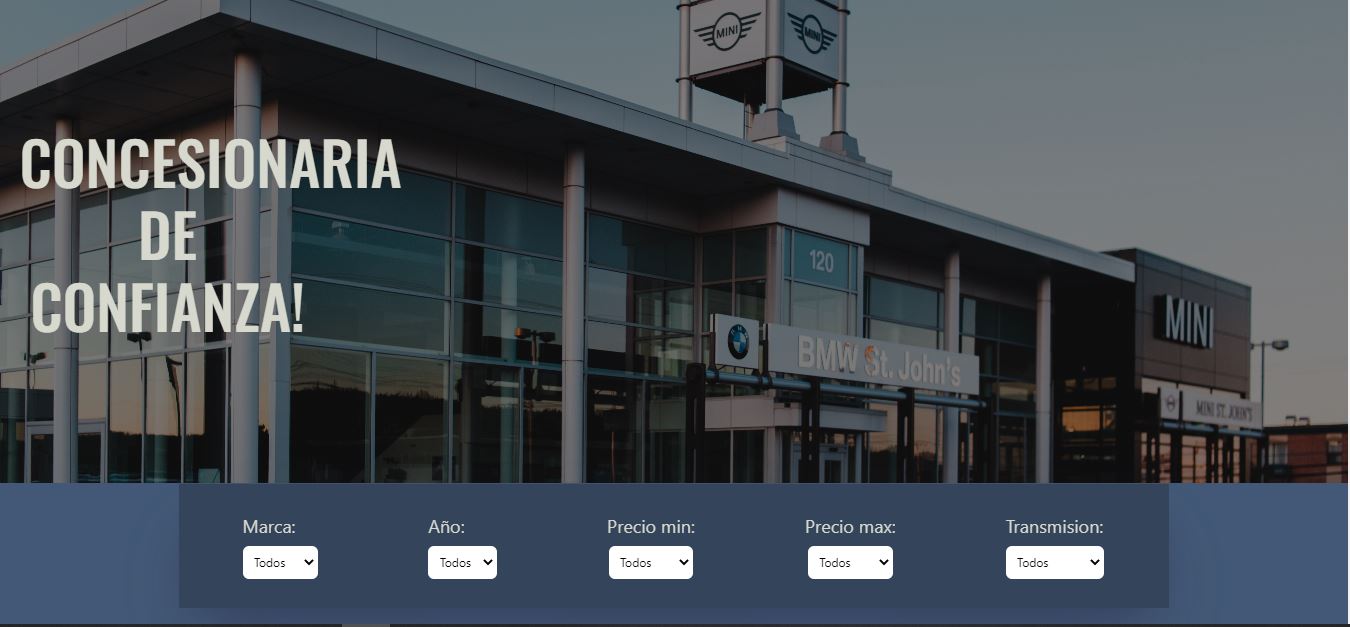 MINI MINI
CONCESIONARIA
DE
CONFIANZA!
120
MINI
BMW St. John's
MINI ST. JOHN'S
Marca: Año: Precio min: Precio max: Transmision:
Todos Todos Todos Todos Todos